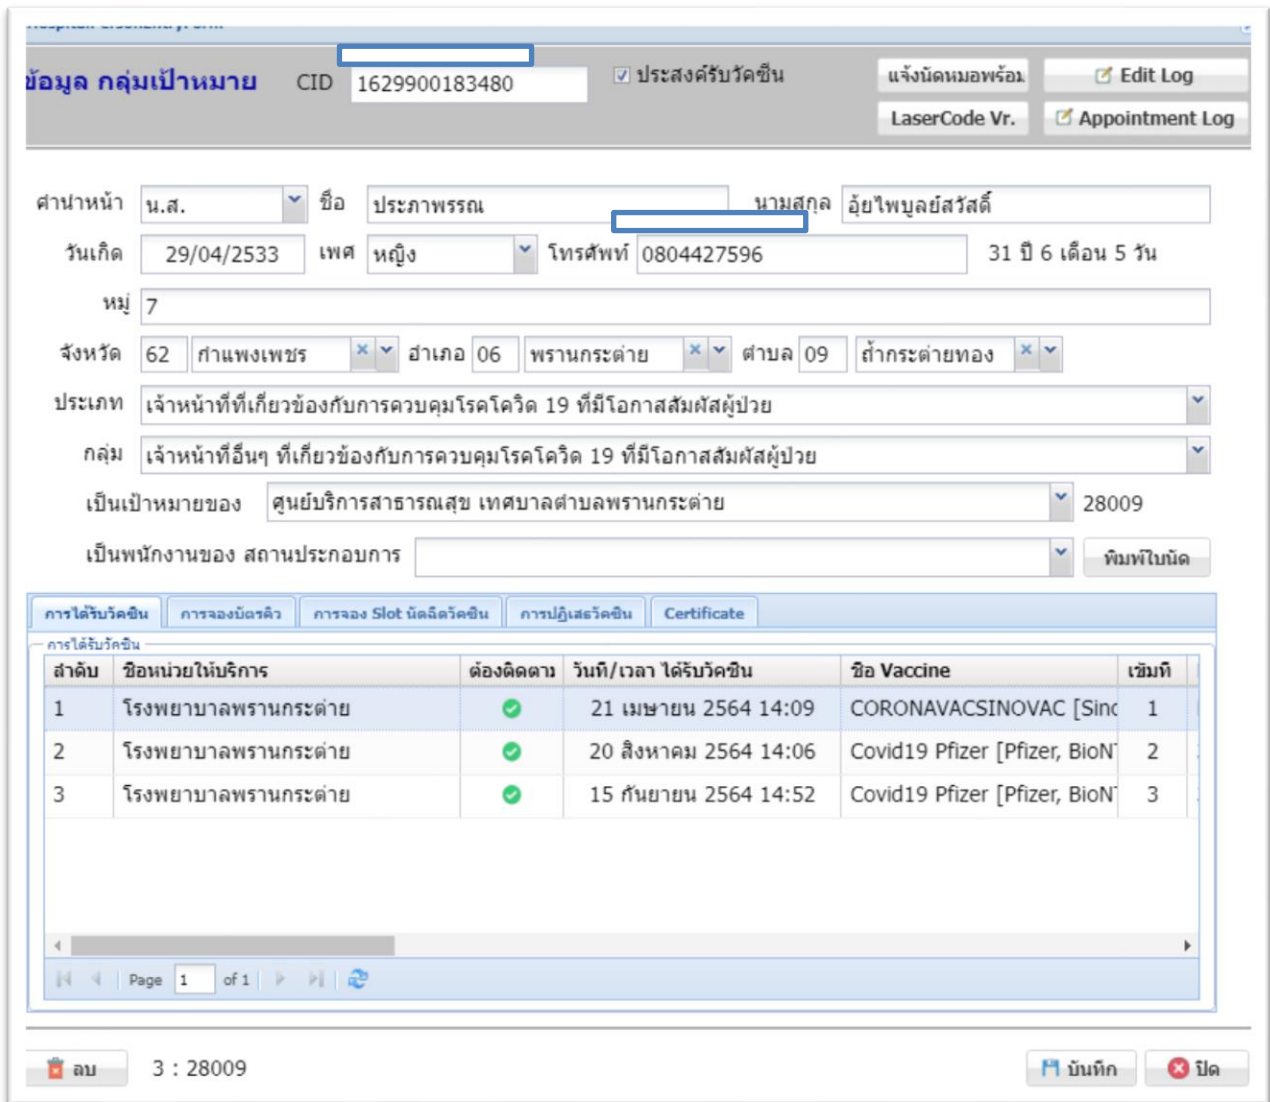 ข้อมูล กลุ่มเป้าหมาย CID 1629900183480 ประสงค์รับวัคซีน แจ้งนัดหมอพร้อม Edit Log
LaserCode Vr. Appointment Log
คำนำหน้า น.ส. ชื่อ ประภาพรรณ นามสกุล อุ้ยไพบูลย์สวัสดิ์
วันเกิด 29/04/2533 เพศ หญิง โทรศัพท์ 0804427596 31 ปี 6 เดือน 5 วัน
หมู่ 7
จังหวัด 62 กำแพงเพชร อำเภอ 06 พรานกระต่าย ตำบล 09 ถ้ำกระต่ายทอง
ประเภท เจ้าหน้าที่ที่เกี่ยวข้องกับการควบคุมโรคโควิด 19 ที่มีโอกาสสัมผัสผู้ป่วย
กลุ่ม เจ้าหน้าที่อื่นๆ ที่เกี่ยวข้องกับการควบคุมโรคโควิด 19 ที่มีโอกาสสัมผัสผู้ป่วย
เป็นเป้าหมายของ ศูนย์บริการสาธารณสุข เทศบาลตำบลพรานกระต่าย 28009
เป็นพนักงานของ สถานประกอบการ พิมพ์ใบนัด
การได้รับวัคซีน การจองบัตรคิว การจอง Slot นัดฉีดวัคซีน การปฏิเสธวัคซีน Certificate
การได้รับวัคซีน
ลำดับ ชื่อหน่วยให้บริการ ต้องติดตาม วันที่/เวลา ได้รับวัคซีน ชื่อ Vaccine เข็มที่
1 โรงพยาบาลพรานกระต่าย 21 เมษายน 2564 14:09 CORONAVACSINOVAC [Sinc 1
2 โรงพยาบาลพรานกระต่าย 20 สิงหาคม 2564 14:06 Covid19 Pfizer [Pfizer, BioNT 2
3 โรงพยาบาลพรานกระต่าย 15 กันยายน 2564 14:52 Covid19 Pfizer [Pfizer, BioNT 3
Page 1 of 1
ลบ 3 : 28009 บันทึก ปิด